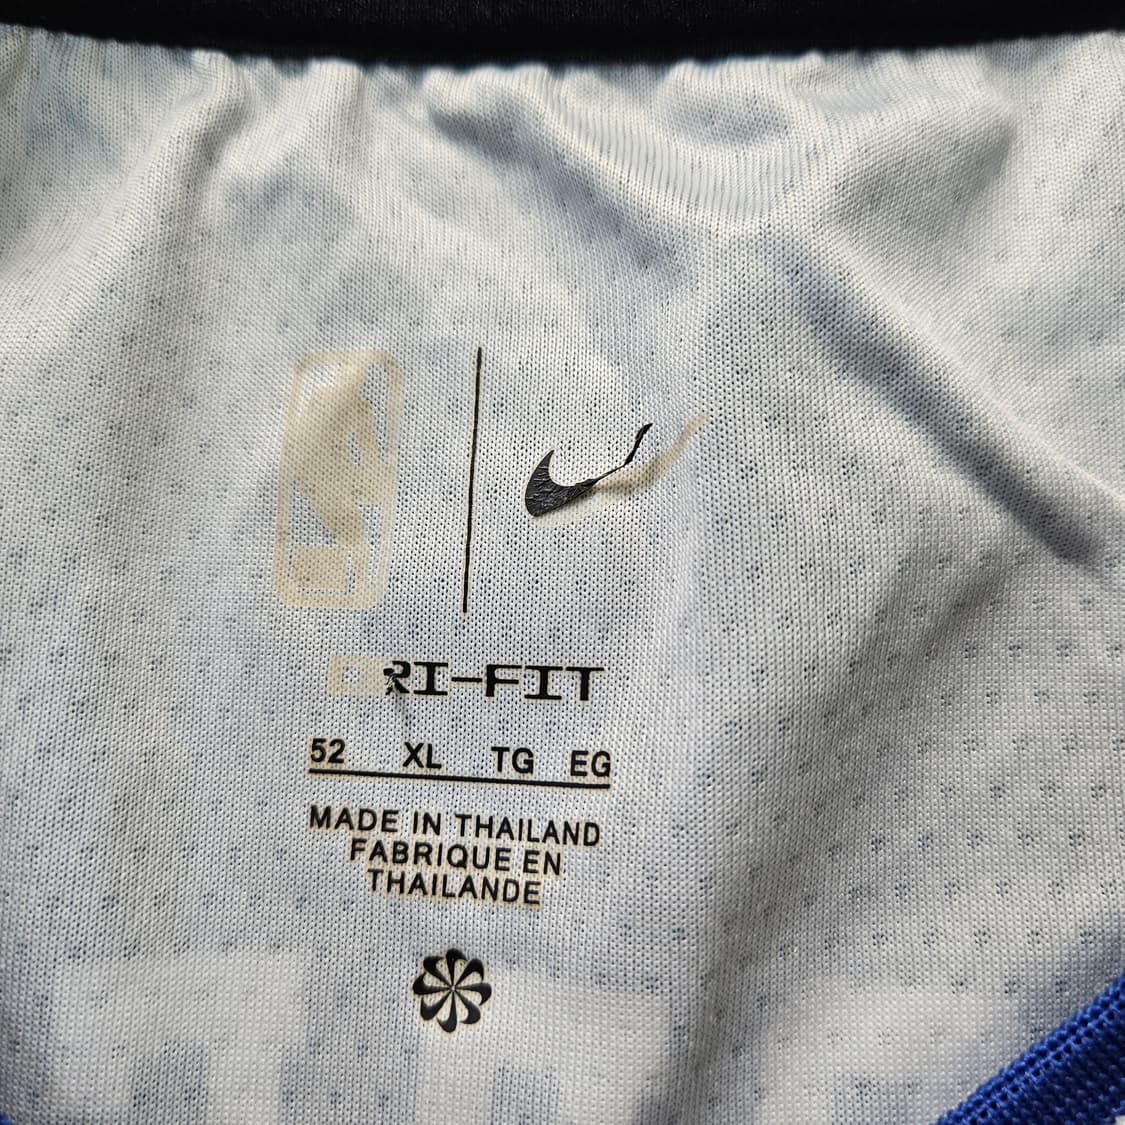 RI-FIT
52 XL TG EG
MADE IN THAILAND
FABRIQUE EN
THAILANDE